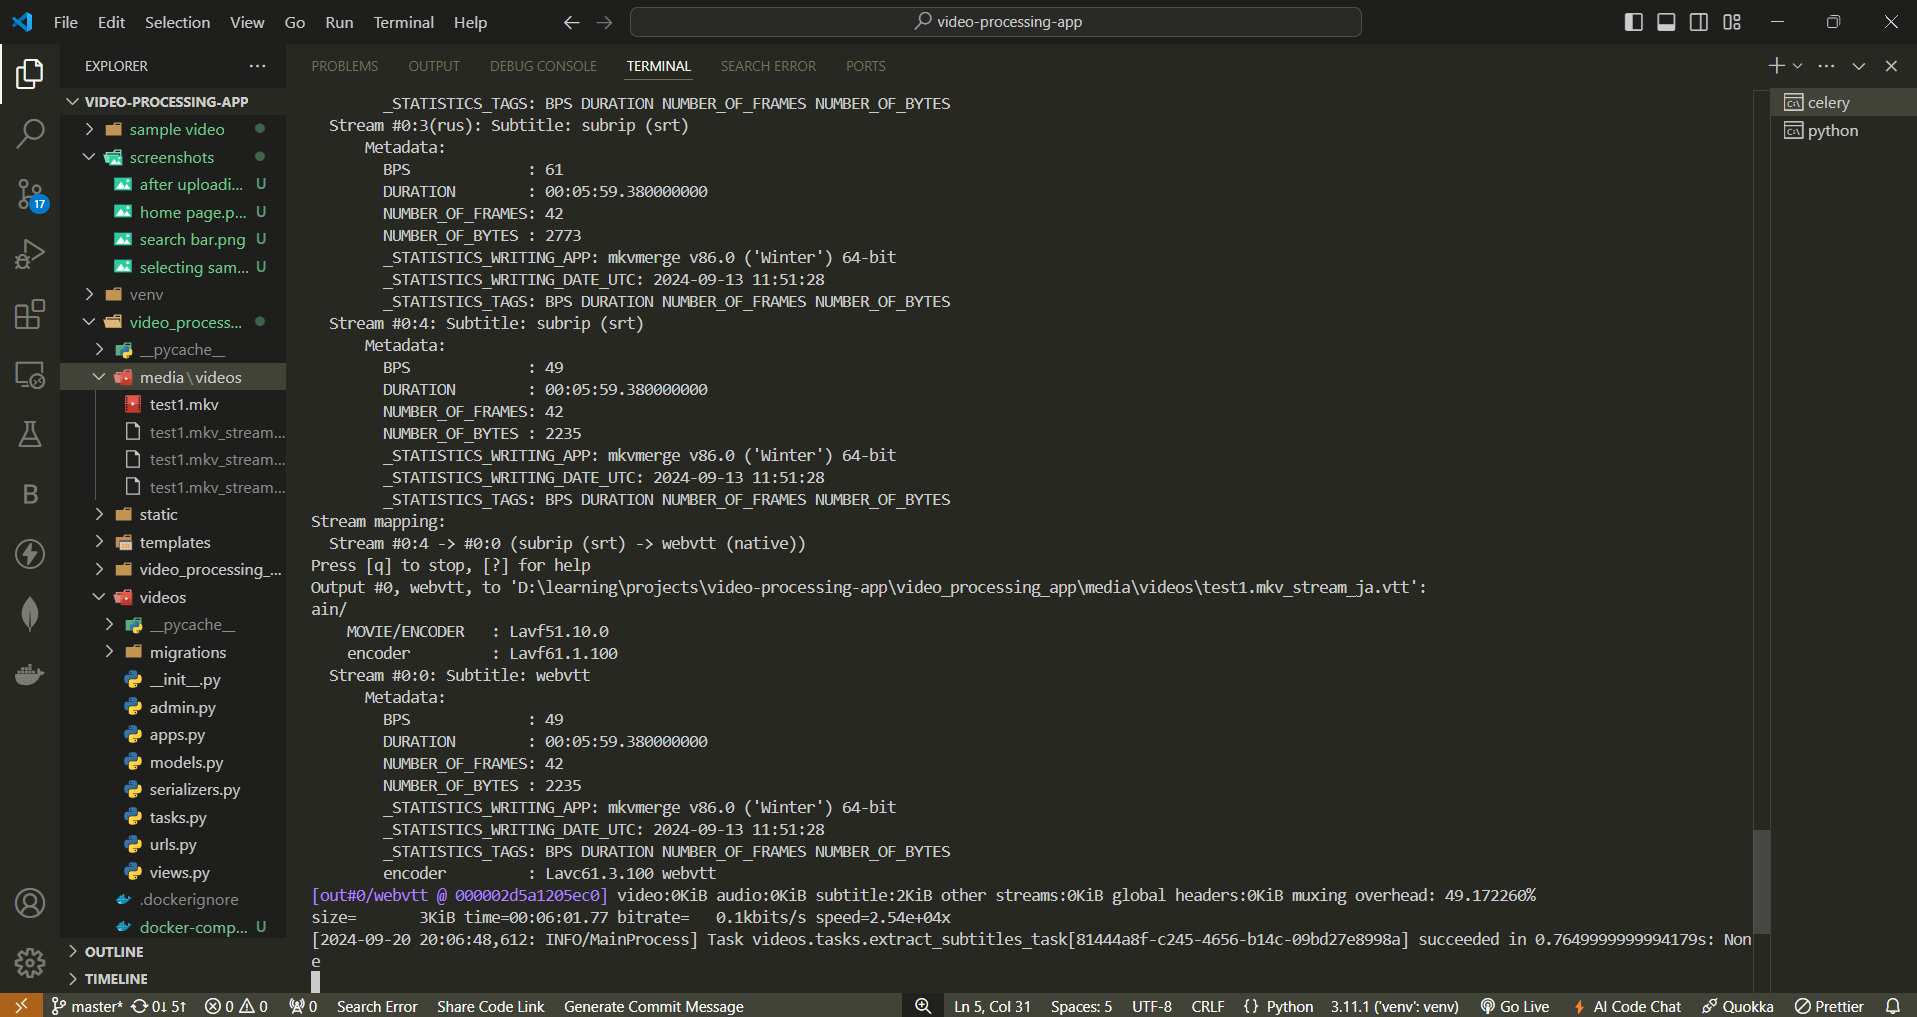 File Edit Selection View Go Run Terminal Help
video-processing-app
EXPLORER
PROBLEMS OUTPUT DEBUG CONSOLE TERMINAL SEARCH ERROR PORTS
VIDEO-PROCESSING-APP
sample video
screenshots
after uploadi... U
home page.p... U
search bar.png U
selecting sam... U
venv
video_process...
__pycache__
media\videos
test1.mkv
test1.mkv_stream...
test1.mkv_stream...
test1.mkv_stream...
static
templates
video_processing_...
videos
__pycache__
migrations
__init__.py
admin.py
apps.py
models.py
serializers.py
tasks.py
urls.py
views.py
.dockerignore
docker-comp... U
OUTLINE
TIMELINE
17
B
_STATISTICS_TAGS: BPS DURATION NUMBER_OF_FRAMES NUMBER_OF_BYTES
Stream #0:3(rus): Subtitle: subrip (srt)
Metadata:
BPS : 61
DURATION : 00:05:59.380000000
NUMBER_OF_FRAMES: 42
NUMBER_OF_BYTES : 2773
_STATISTICS_WRITING_APP: mkvmerge v86.0 ('Winter') 64-bit
_STATISTICS_WRITING_DATE_UTC: 2024-09-13 11:51:28
_STATISTICS_TAGS: BPS DURATION NUMBER_OF_FRAMES NUMBER_OF_BYTES
Stream #0:4: Subtitle: subrip (srt)
Metadata:
BPS : 49
DURATION : 00:05:59.380000000
NUMBER_OF_FRAMES: 42
NUMBER_OF_BYTES : 2235
_STATISTICS_WRITING_APP: mkvmerge v86.0 ('Winter') 64-bit
_STATISTICS_WRITING_DATE_UTC: 2024-09-13 11:51:28
_STATISTICS_TAGS: BPS DURATION NUMBER_OF_FRAMES NUMBER_OF_BYTES
Stream mapping:
Stream #0:4 -> #0:0 (subrip (srt) -> webvtt (native))
Press [q] to stop, [?] for help
Output #0, webvtt, to 'D:\learning\projects\video-processing-app\video_processing_app\media\videos\test1.mkv_stream_ja.vtt':
ain/
MOVIE/ENCODER : Lavf51.10.0
encoder : Lavf61.1.100
Stream #0:0: Subtitle: webvtt
Metadata:
BPS : 49
DURATION : 00:05:59.380000000
NUMBER_OF_FRAMES: 42
NUMBER_OF_BYTES : 2235
_STATISTICS_WRITING_APP: mkvmerge v86.0 ('Winter') 64-bit
_STATISTICS_WRITING_DATE_UTC: 2024-09-13 11:51:28
_STATISTICS_TAGS: BPS DURATION NUMBER_OF_FRAMES NUMBER_OF_BYTES
encoder : Lavc61.3.100 webvtt
[out#0/webvtt @ 000002d5a1205ec0] video:0KiB audio:0KiB subtitle:2KiB other streams:0KiB global headers:0KiB muxing overhead: 49.172260%
size= 3KiB time=00:06:01.77 bitrate= 0.1kbits/s speed=2.54e+04x
[2024-09-20 20:06:48,612: INFO/MainProcess] Task videos.tasks.extract_subtitles_task[81444a8f-c245-4656-b14c-09bd27e8998a] succeeded in 0.7649999999994179s: Non
e
celery
python
master* 0↓ 5↑ 0 0 0 Search Error Share Code Link Generate Commit Message Ln 5, Col 31 Spaces: 5 UTF-8 CRLF {} Python 3.11.1 ('venv': venv) Go Live AI Code Chat Quokka Prettier